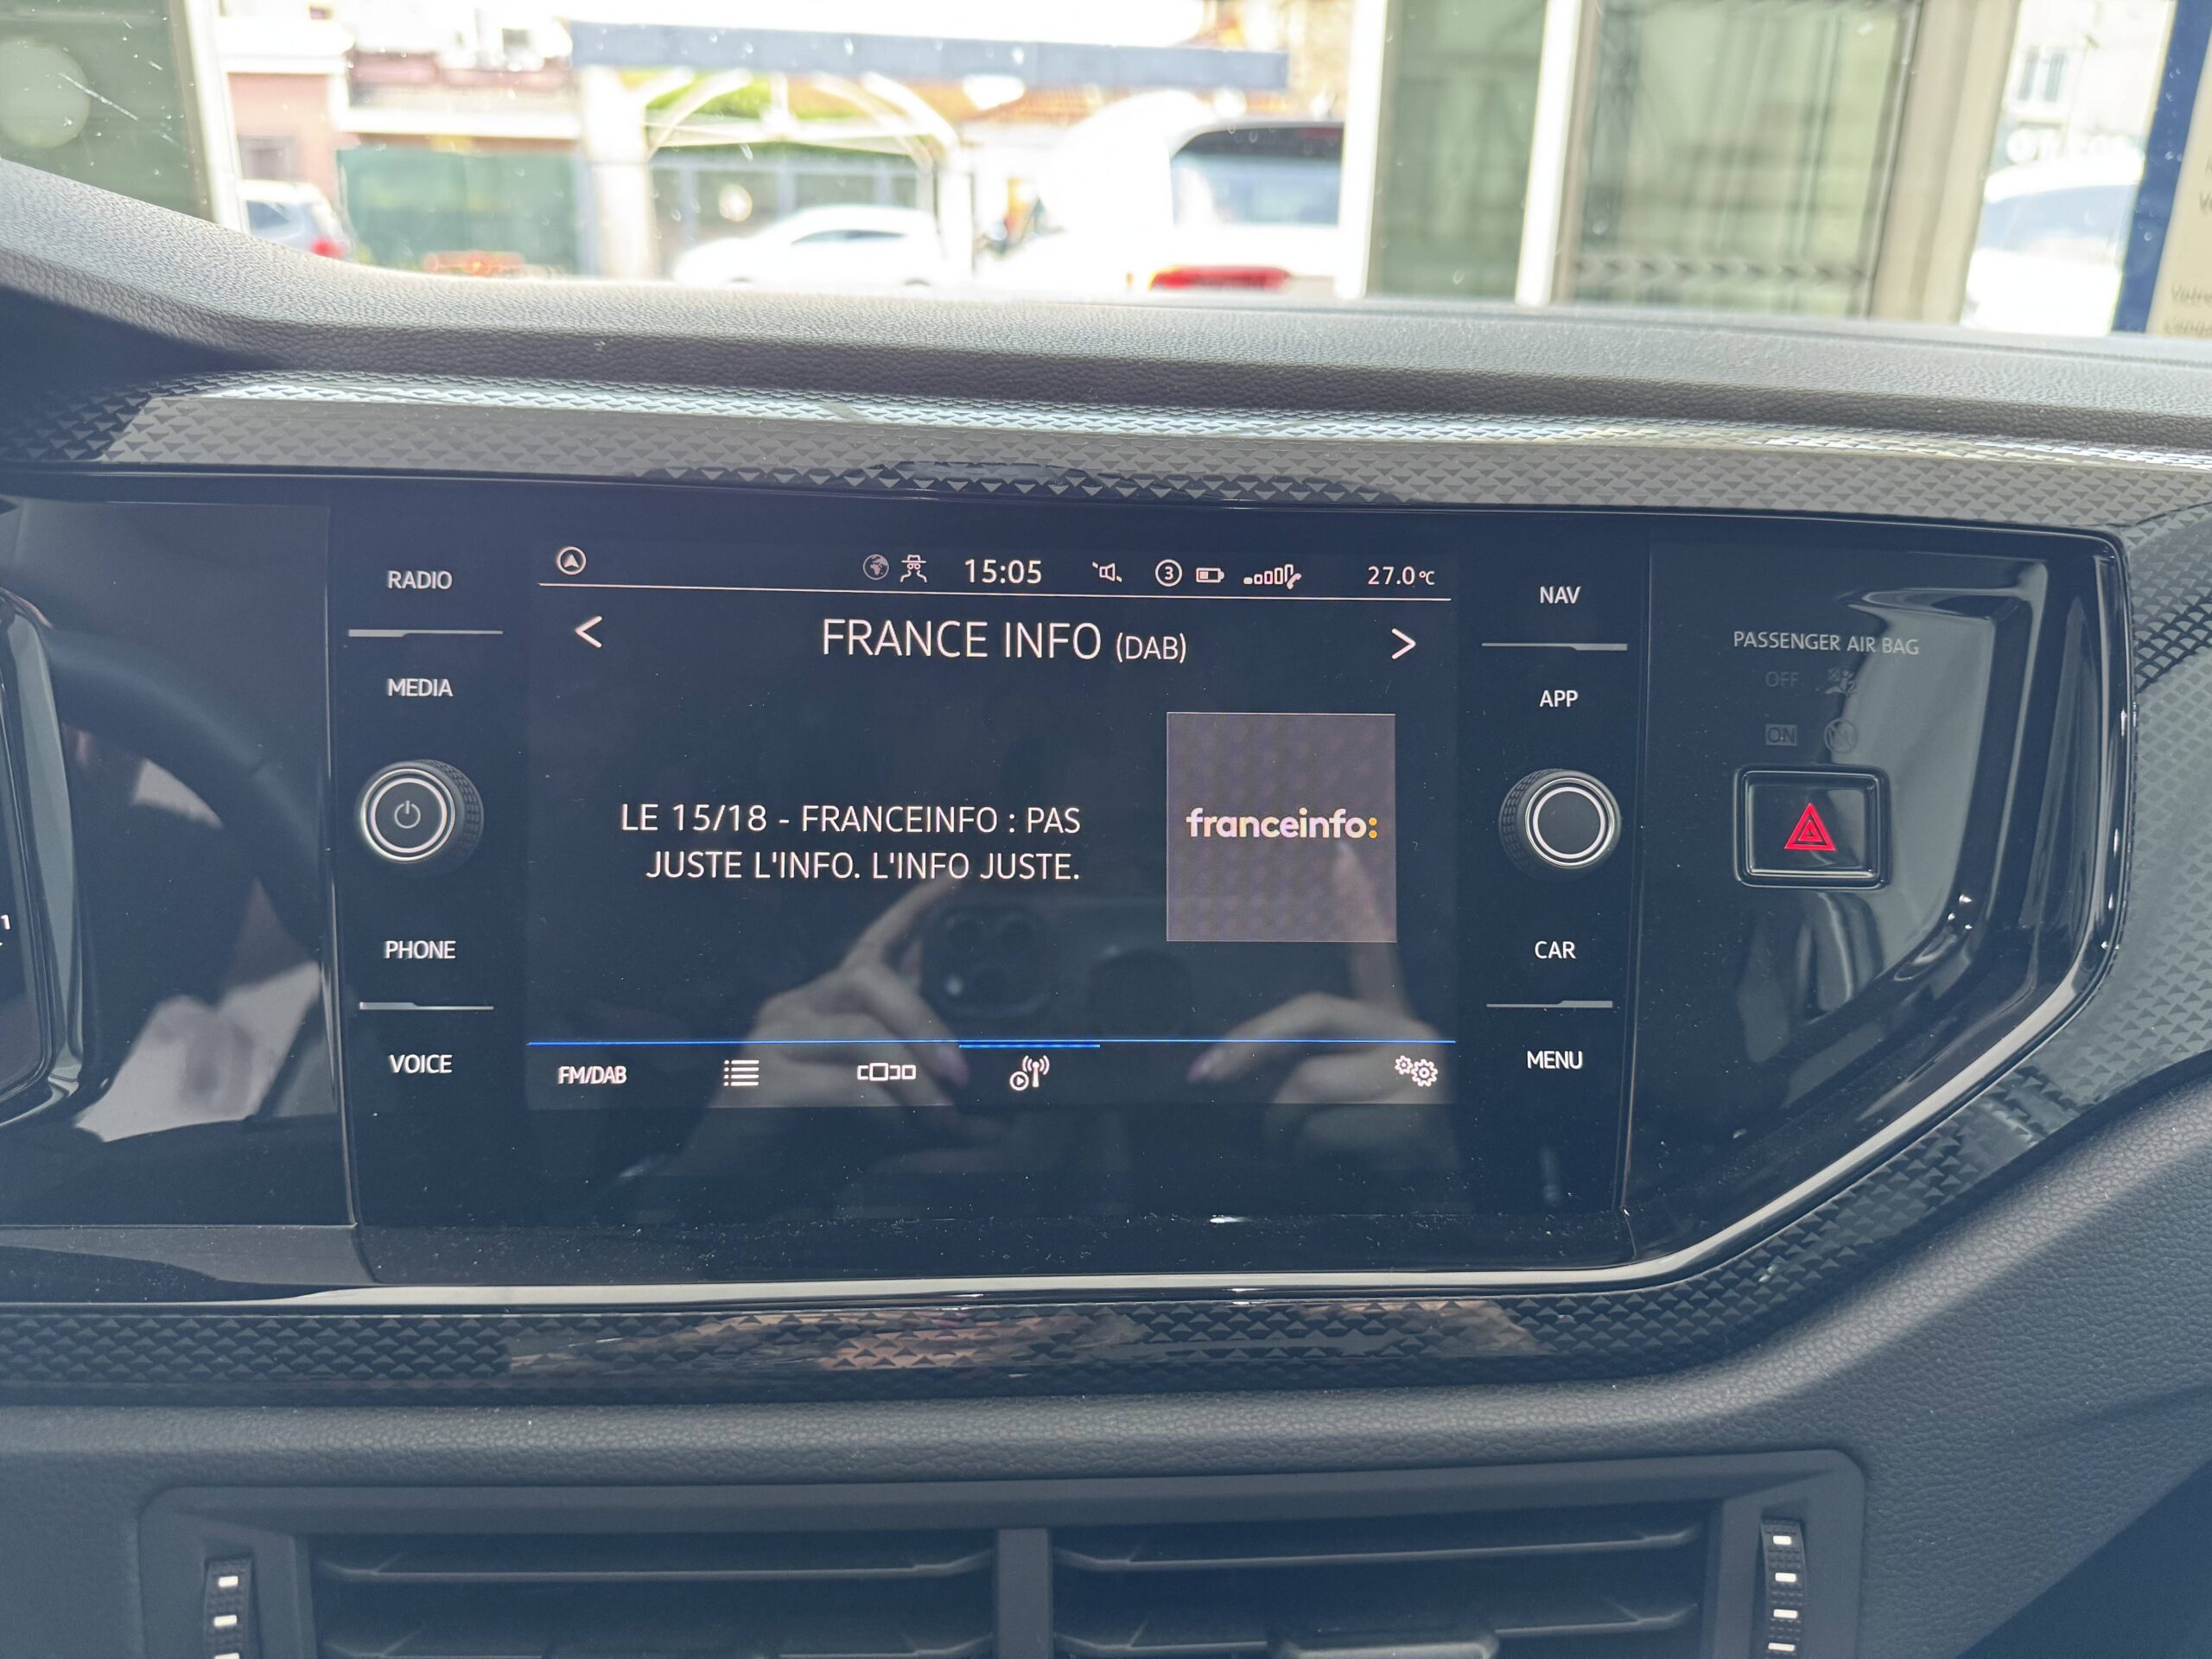 15:05
3
27.0°C
RADIO
MEDIA
PHONE
VOICE
FRANCE INFO (DAB)
LE 15/18 - FRANCEINFO : PAS
JUSTE L'INFO. L'INFO JUSTE.
franceinfo:
FM/DAB
NAV
APP
CAR
MENU
PASSENGER AIR BAG
OFF
ON